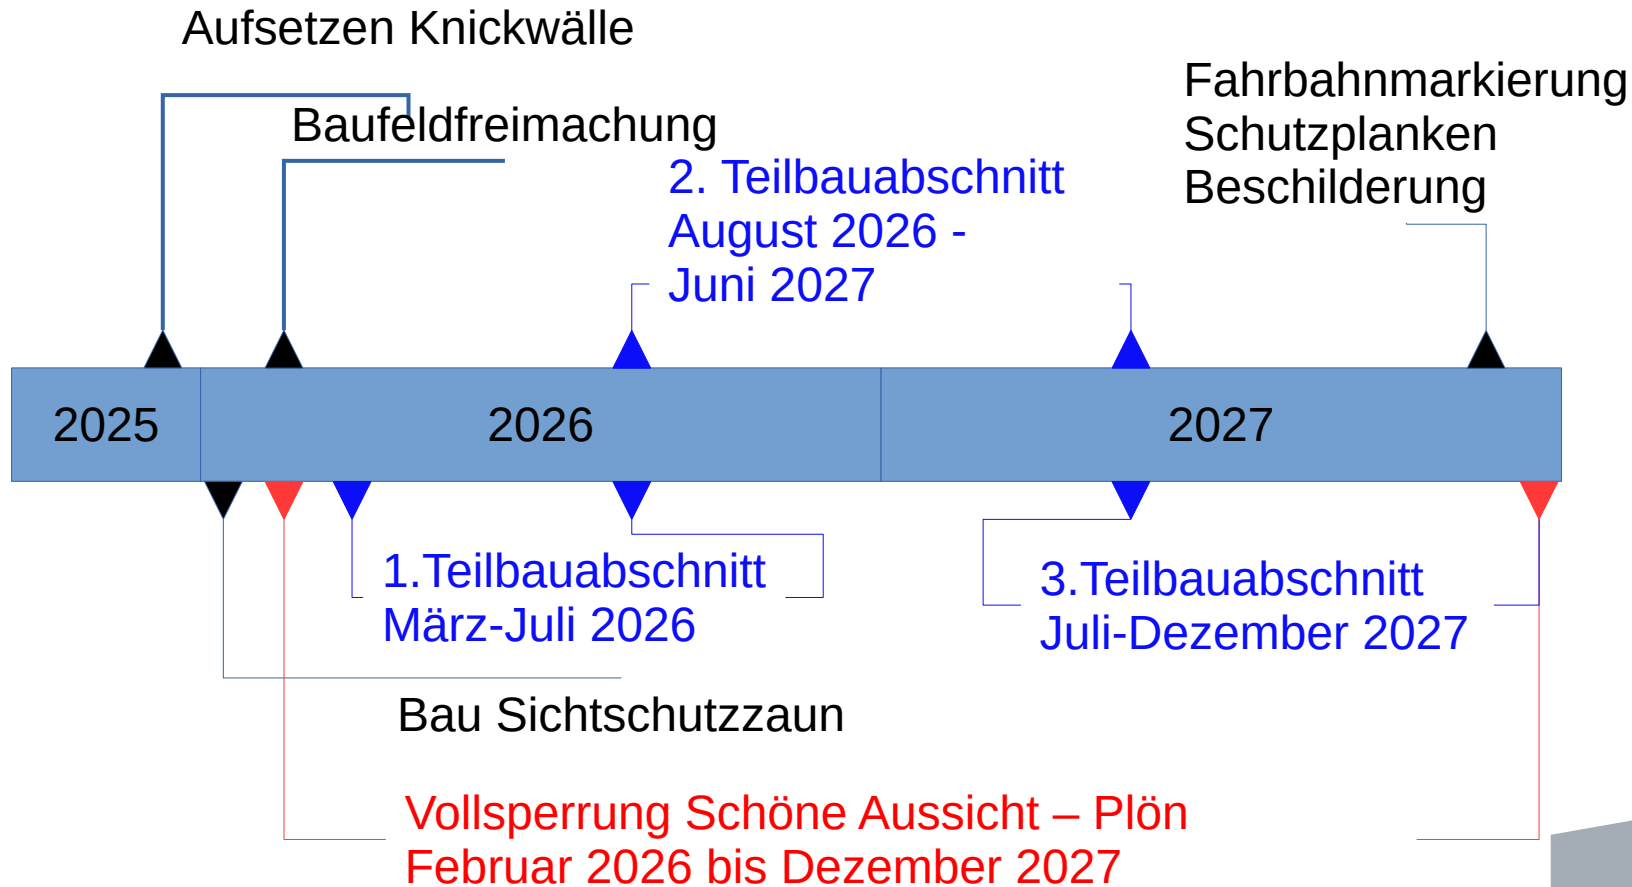 Aufsetzen Knickwälle
Baufeldfreimachung
Fahrbahnmarkierung
Schutzplanken
Beschilderung
2. Teilbauabschnitt
August 2026 -
Juni 2027
2025
2026
2027
1.Teilbauabschnitt
März-Juli 2026
3.Teilbauabschnitt
Juli-Dezember 2027
Bau Sichtschutzzaun
Vollsperrung Schöne Aussicht – Plön
Februar 2026 bis Dezember 2027